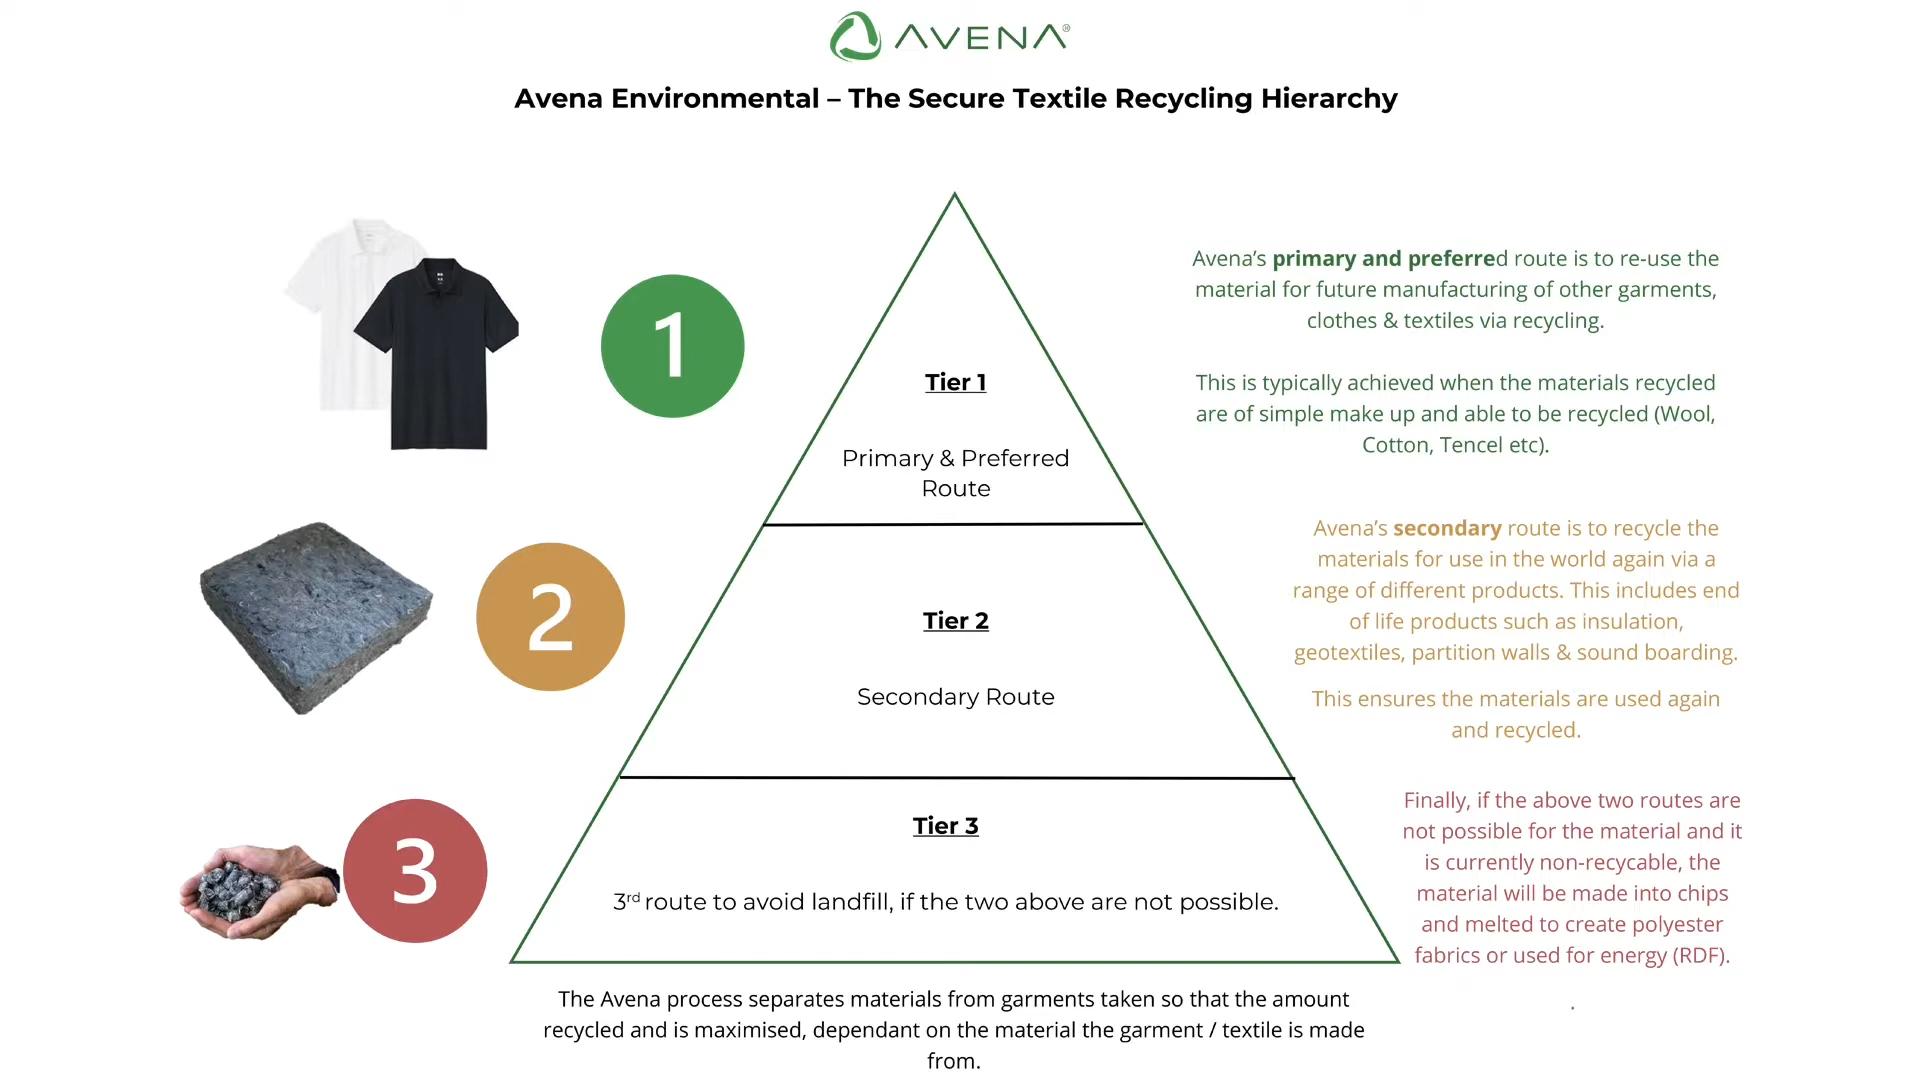 AVENA®
Avena Environmental – The Secure Textile Recycling Hierarchy
1
Tier 1
Primary & Preferred
Route
Avena’s primary and preferred route is to re-use the
material for future manufacturing of other garments,
clothes & textiles via recycling.
This is typically achieved when the materials recycled
are of simple make up and able to be recycled (Wool,
Cotton, Tencel etc).
2
Tier 2
Secondary Route
Avena’s secondary route is to recycle the
materials for use in the world again via a
range of different products. This includes end
of life products such as insulation,
geotextiles, partition walls & sound boarding.
This ensures the materials are used again
and recycled.
3
Tier 3
3rd route to avoid landfill, if the two above are not possible.
Finally, if the above two routes are
not possible for the material and it
is currently non-recycable, the
material will be made into chips
and melted to create polyester
fabrics or used for energy (RDF).
.
The Avena process separates materials from garments taken so that the amount
recycled and is maximised, dependant on the material the garment / textile is made
from.